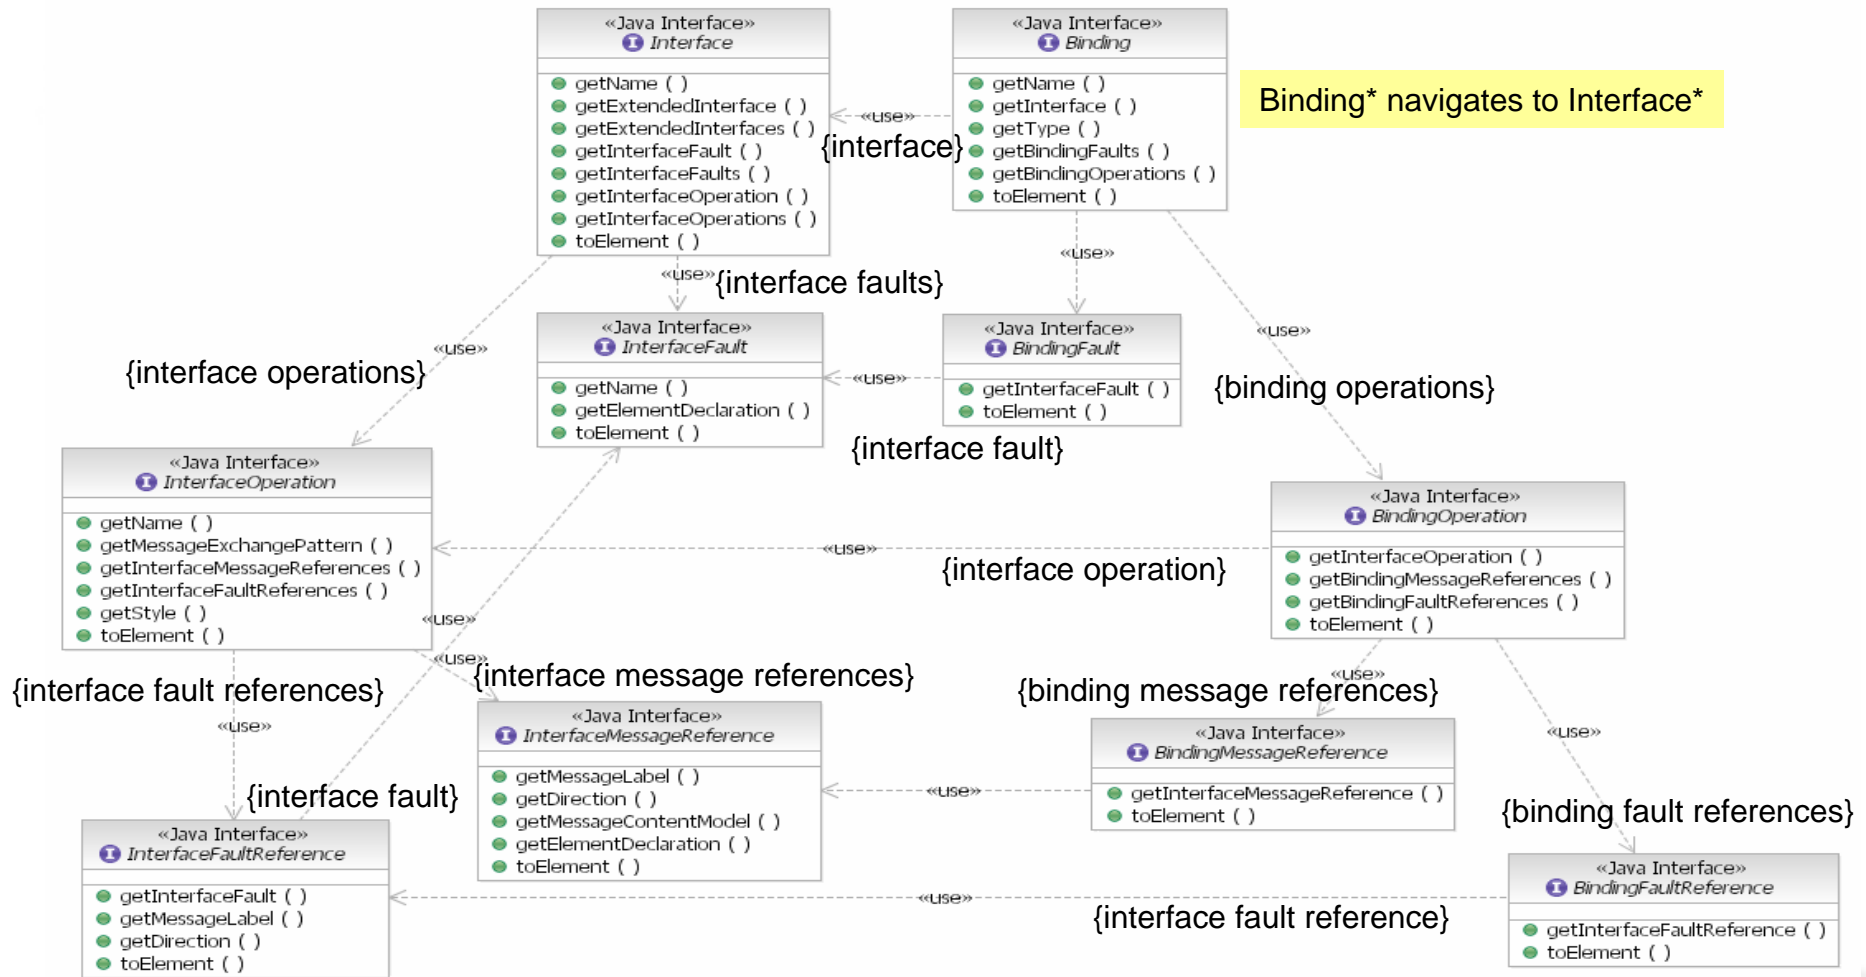 «Java Interface»
Interface
getName ( )
getExtendedInterface ( )
getExtendedInterfaces ( )
getInterfaceFault ( )
getInterfaceFaults ( )
getInterfaceOperation ( )
getInterfaceOperations ( )
toElement ( )
«Java Interface»
Binding
getName ( )
getInterface ( )
getType ( )
getBindingFaults ( )
getBindingOperations ( )
toElement ( )
Binding* navigates to Interface*
«use»
{interface}
«use»
{interface faults}
«use»
«use»
{interface operations}
«Java Interface»
InterfaceFault
getName ( )
getElementDeclaration ( )
toElement ( )
«use»
{interface fault}
«Java Interface»
BindingFault
getInterfaceFault ( )
toElement ( )
«use»
{binding operations}
«Java Interface»
InterfaceOperation
getName ( )
getMessageExchangePattern ( )
getInterfaceMessageReferences ( )
getInterfaceFaultReferences ( )
getStyle ( )
toElement ( )
«use»
{interface operation}
«Java Interface»
BindingOperation
getInterfaceOperation ( )
getBindingMessageReferences ( )
getBindingFaultReferences ( )
toElement ( )
«use»
«use»
{interface message references}
{interface fault references}
«use»
«use»
{binding message references}
«use»
{binding fault references}
{interface fault}
«Java Interface»
InterfaceMessageReference
getMessageLabel ( )
getDirection ( )
getMessageContentModel ( )
getElementDeclaration ( )
toElement ( )
«use»
«Java Interface»
BindingMessageReference
getInterfaceMessageReference ( )
toElement ( )
«Java Interface»
InterfaceFaultReference
getInterfaceFault ( )
getMessageLabel ( )
getDirection ( )
toElement ( )
«use»
{interface fault reference}
«Java Interface»
BindingFaultReference
getInterfaceFaultReference ( )
toElement ( )